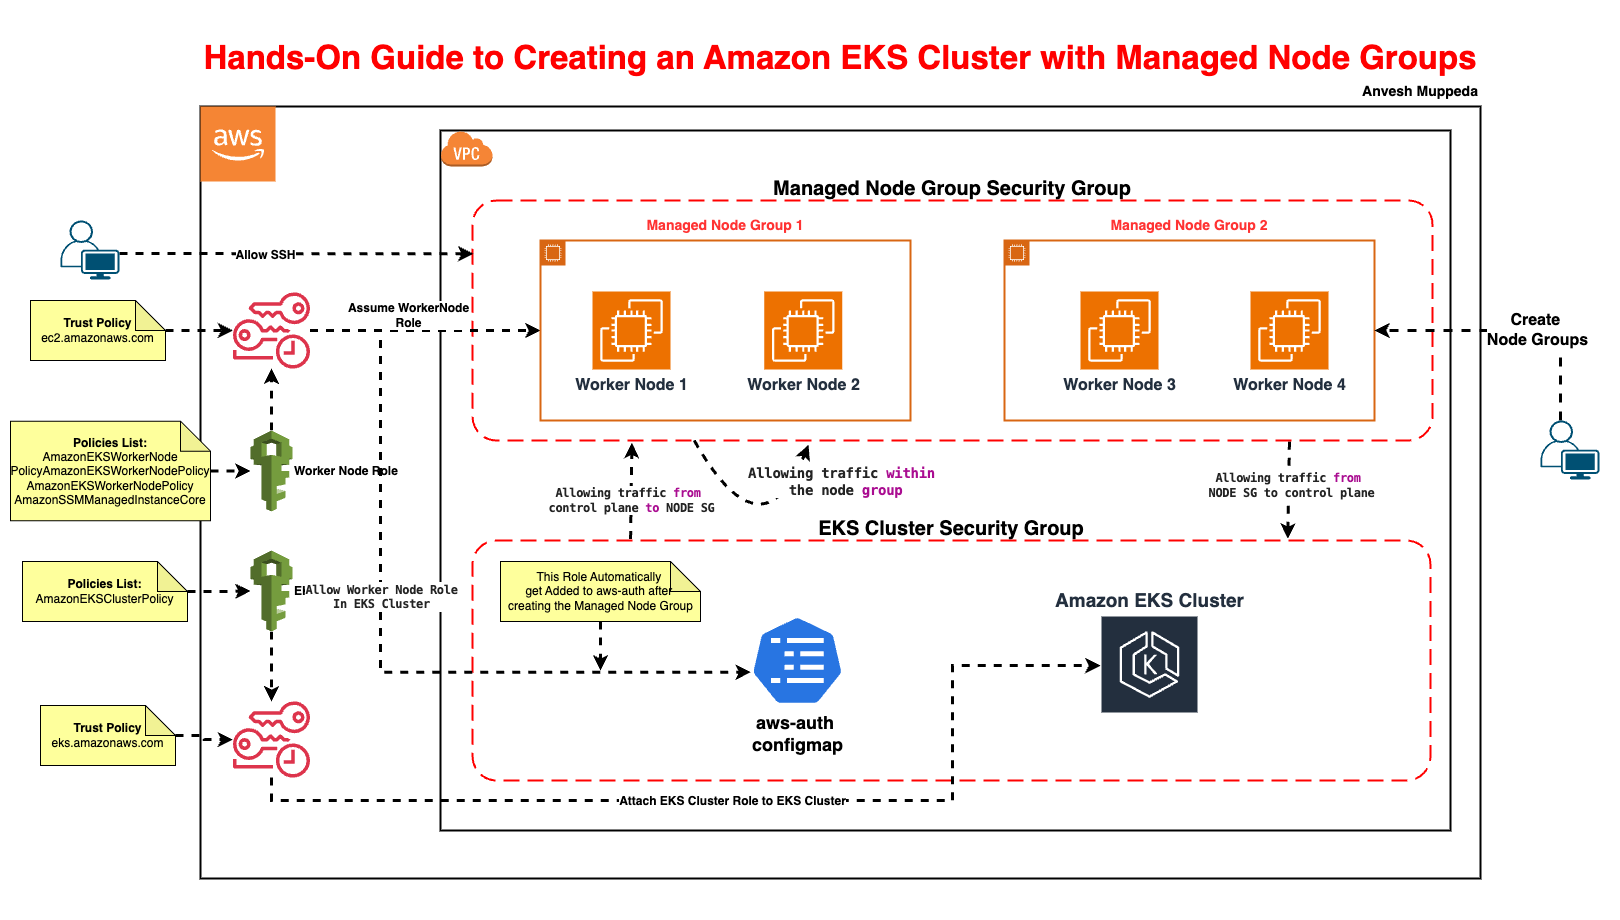 Hands-On Guide to Creating an Amazon EKS Cluster with Managed Node Groups
Anvesh Muppeda
aws
VPC
Managed Node Group Security Group
Managed Node Group 1
Managed Node Group 2
Allow SSH
Trust Policy
ec2.amazonaws.com
Assume WorkerNode
Role
Worker Node 1
Worker Node 2
Worker Node 3
Worker Node 4
Create
Node Groups
Policies List:
AmazonEKSWorkerNode
PolicyAmazonEKSWorkerNodePolicy
AmazonEKSWorkerNodePolicy
AmazonSSMManagedInstanceCore
Worker Node Role
Allowing traffic from
control plane to NODE SG
Allowing traffic within
the node group
Allowing traffic from
NODE SG to control plane
EKS Cluster Security Group
Policies List:
AmazonEKSClusterPolicy
Allow Worker Node Role
In EKS Cluster
This Role Automatically
get Added to aws-auth after
creating the Managed Node Group
Amazon EKS Cluster
K
aws-auth
configmap
Trust Policy
eks.amazonaws.com
Attach EKS Cluster Role to EKS Cluster